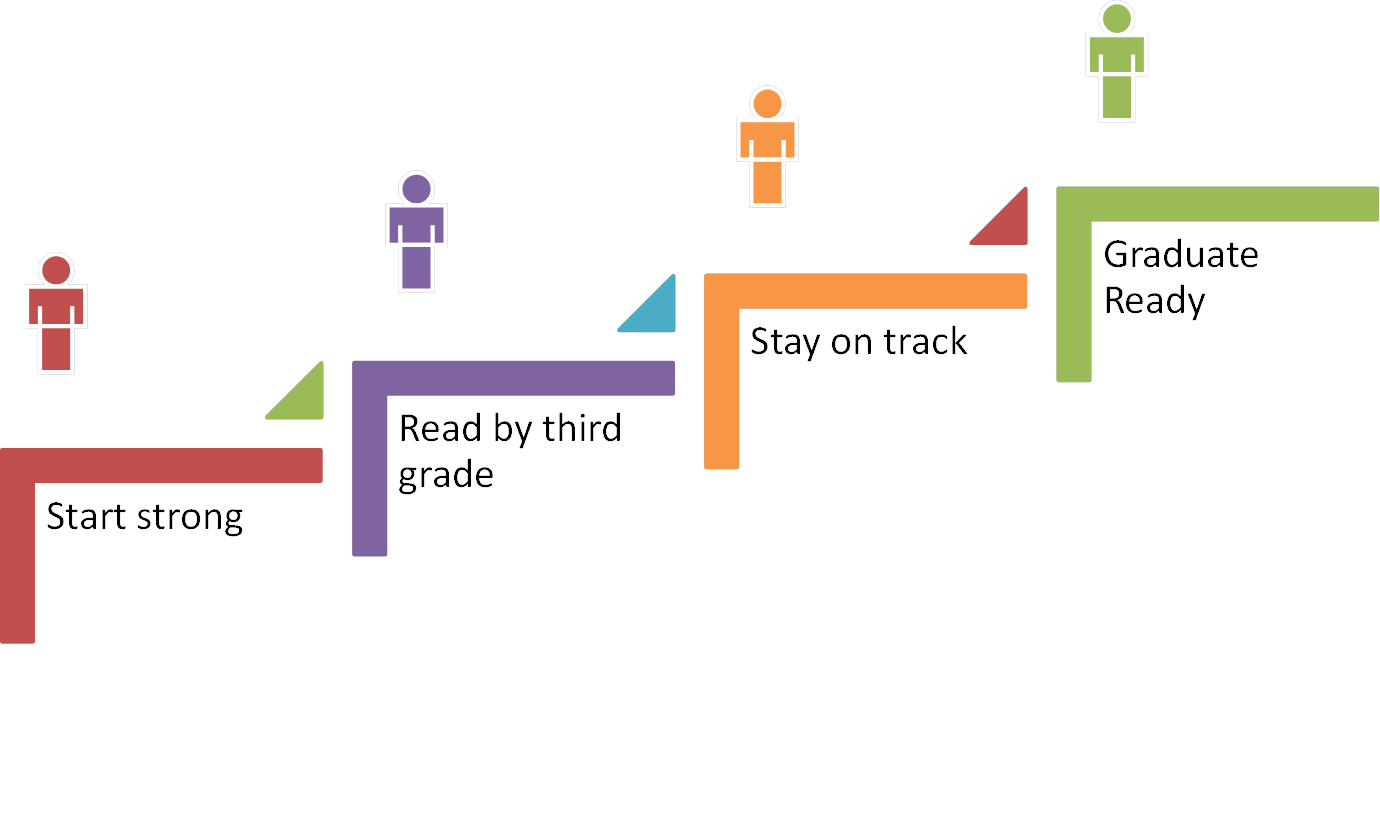 Start strong
Read by third
grade
Stay on track
Graduate
Ready